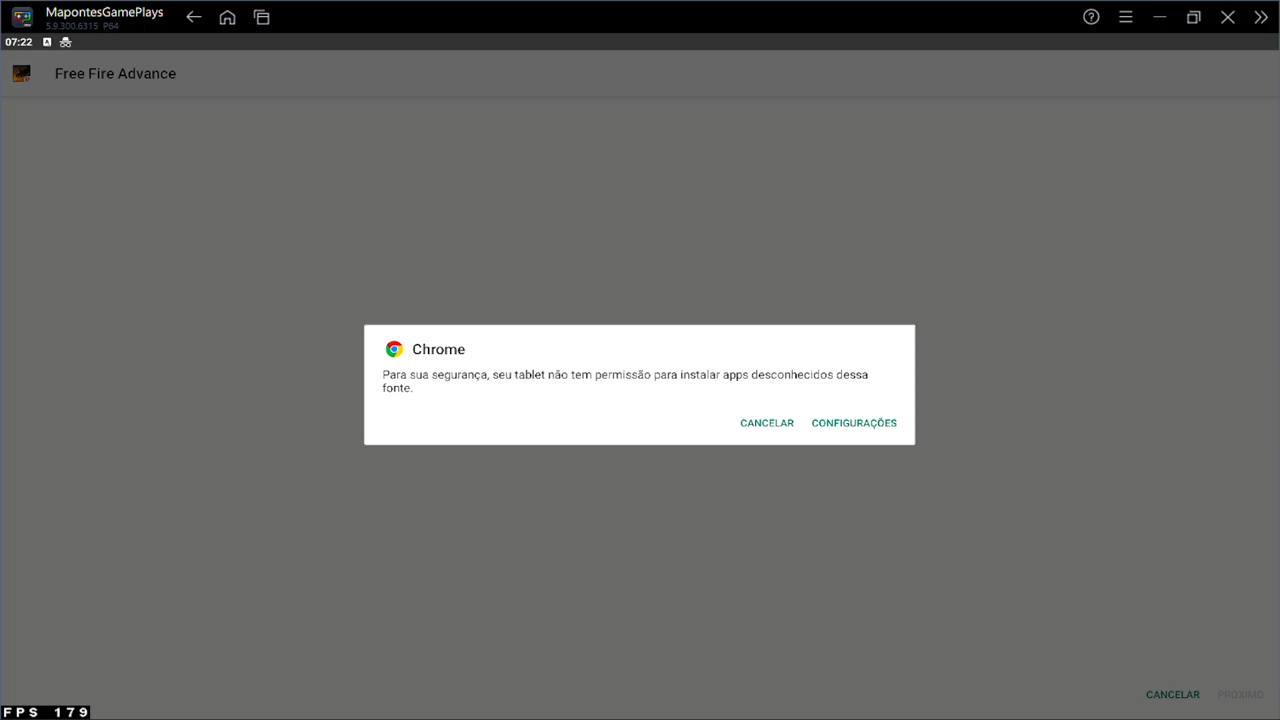 MapontesGamePlays
5.9.300.6315 P64
07:22
Free Fire Advance
Chrome
Para sua segurança, seu tablet não tem permissão para instalar apps desconhecidos dessa
fonte.
CANCELAR CONFIGURAÇÕES
CANCELAR PRÓXIMO
FPS 179